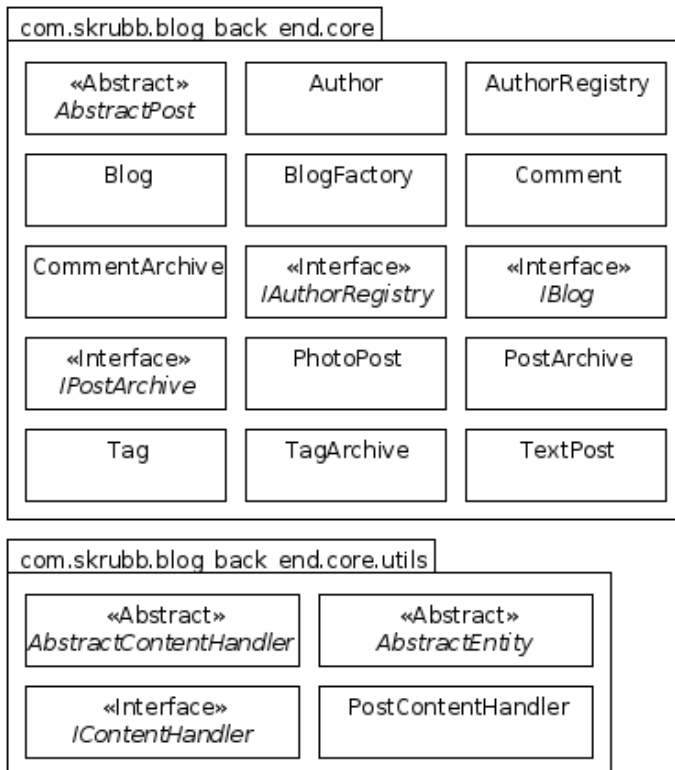 com.skrubb.blog back end.core
«Abstract»
AbstractPost
Author
AuthorRegistry
Blog
BlogFactory
Comment
CommentArchive
«Interface»
IAuthorRegistry
«Interface»
IBlog
«Interface»
IPostArchive
PhotoPost
PostArchive
Tag
TagArchive
TextPost
com.skrubb.blog back end.core.utils
«Abstract»
AbstractContentHandler
«Abstract»
AbstractEntity
«Interface»
IContentHandler
PostContentHandler